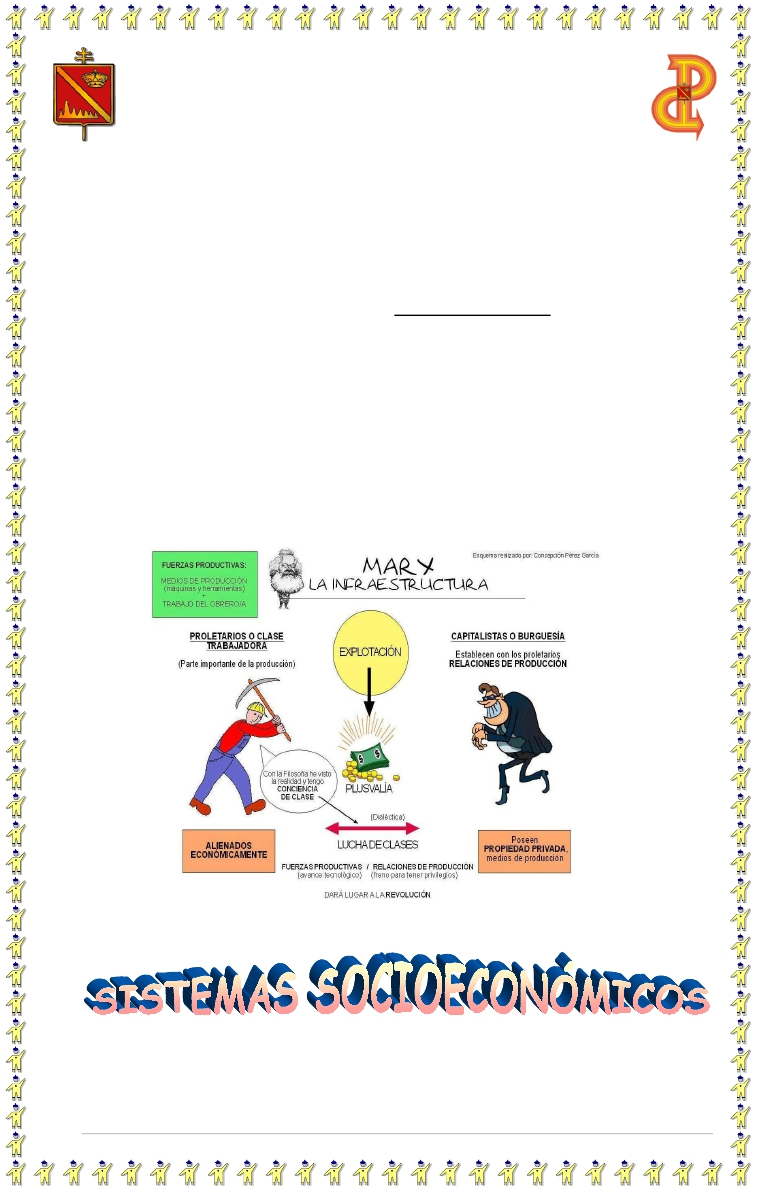 Esquema realizado por: Concepción Pérez García
MARX
LA INFRAESTRUCTURA
FUERZAS PRODUCTIVAS:
MEDIOS DE PRODUCCIÓN
(máquinas y herramientas)
+
TRABAJO DEL OBRERO/A
PROLETARIOS O CLASE
TRABAJADORA
(Parte importante de la producción)
EXPLOTACIÓN
CAPITALISTAS O BURGUESÍA
Establecen con los proletarios
RELACIONES DE PRODUCCIÓN
Con la Filosofía he visto
la realidad y tengo
CONCIENCIA
DE CLASE
PLUSVALÍA
(Dialéctica)
LUCHA DE CLASES
ALIENADOS
ECONÓMICAMENTE
Poseen
PROPIEDAD PRIVADA,
medios de producción
FUERZAS PRODUCTIVAS / RELACIONES DE PRODUCCIÓN
(avance tecnológico) (freno para tener privilegios)
DARÁ LUGAR A LA REVOLUCIÓN
SISTEMAS SOCIOECONÓMICOS